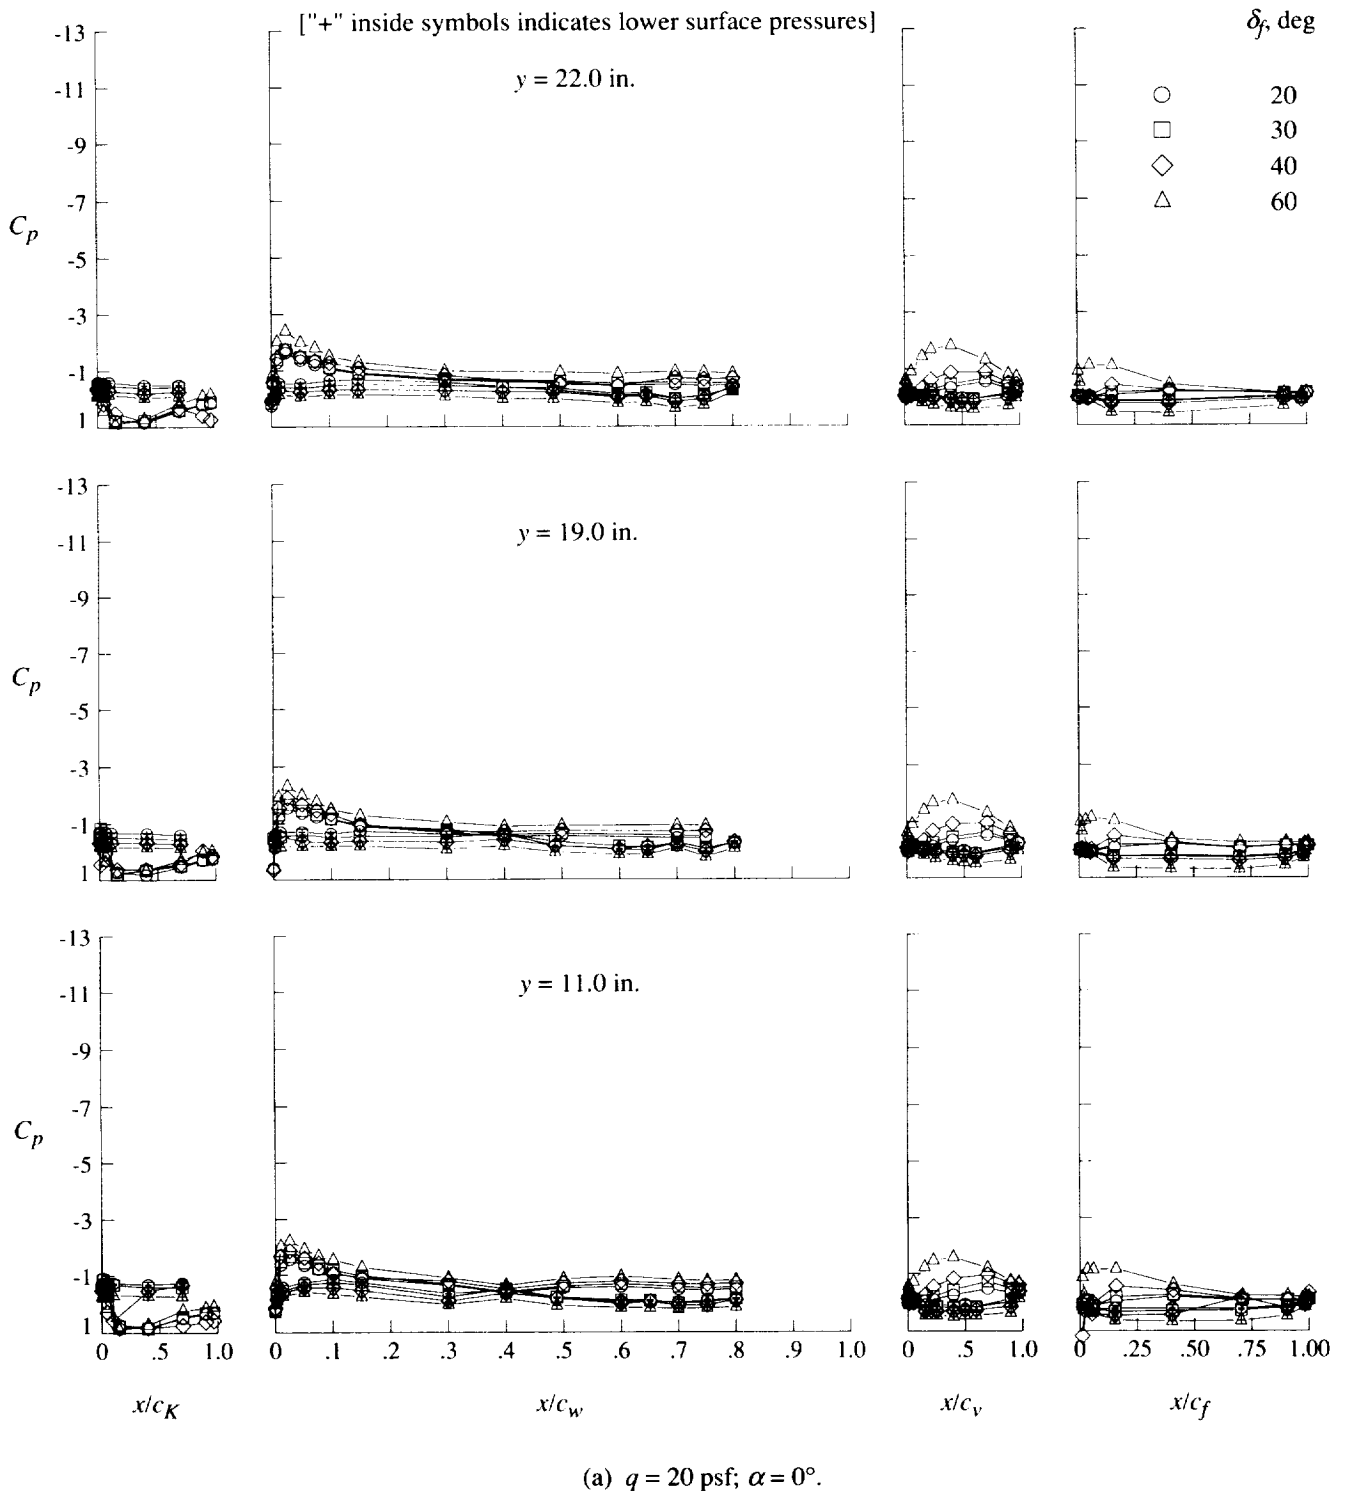 ["+" inside symbols indicates lower surface pressures]
δf, deg
20
30
40
60
y = 22.0 in.
Cp
-13
-11
-9
-7
-5
-3
-1
1
y = 19.0 in.
Cp
-13
-11
-9
-7
-5
-3
-1
1
y = 11.0 in.
Cp
-13
-11
-9
-7
-5
-3
-1
1
0 .5 1.0
0 .1 .2 .3 .4 .5 .6 .7 .8 .9 1.0
0 .5 1.0
0 .25 .50 .75 1.00
x/cK
x/cw
x/cv
x/cf
(a) q = 20 psf; α = 0°.